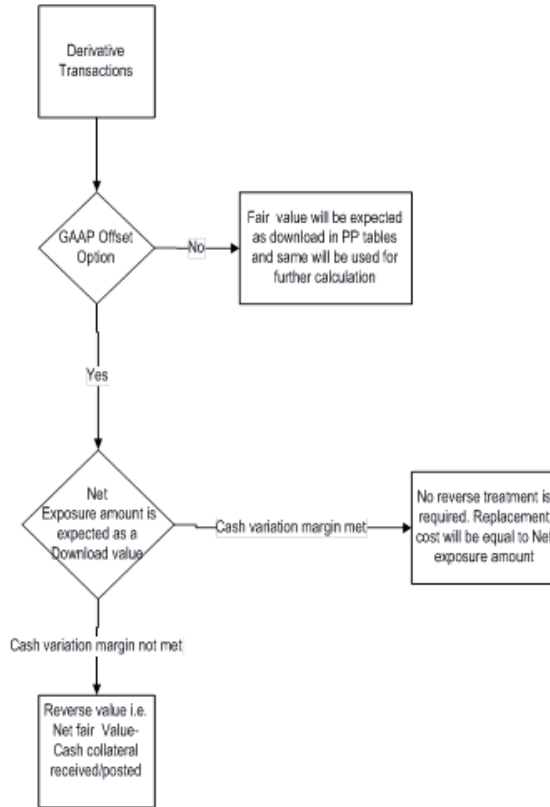 Derivative
Transactions
GAAP Offset
Option
No
Fair value will be expected
as download in PP tables
and same will be used for
further calculation
Yes
Net
Exposure amount is
expected as a
Download value
Cash variation margin met
No reverse treatment is
required. Replacement
cost will be equal to Net
exposure amount
Cash variation margin not met
Reverse value i.e.
Net fair Value-
Cash collateral
received/posted